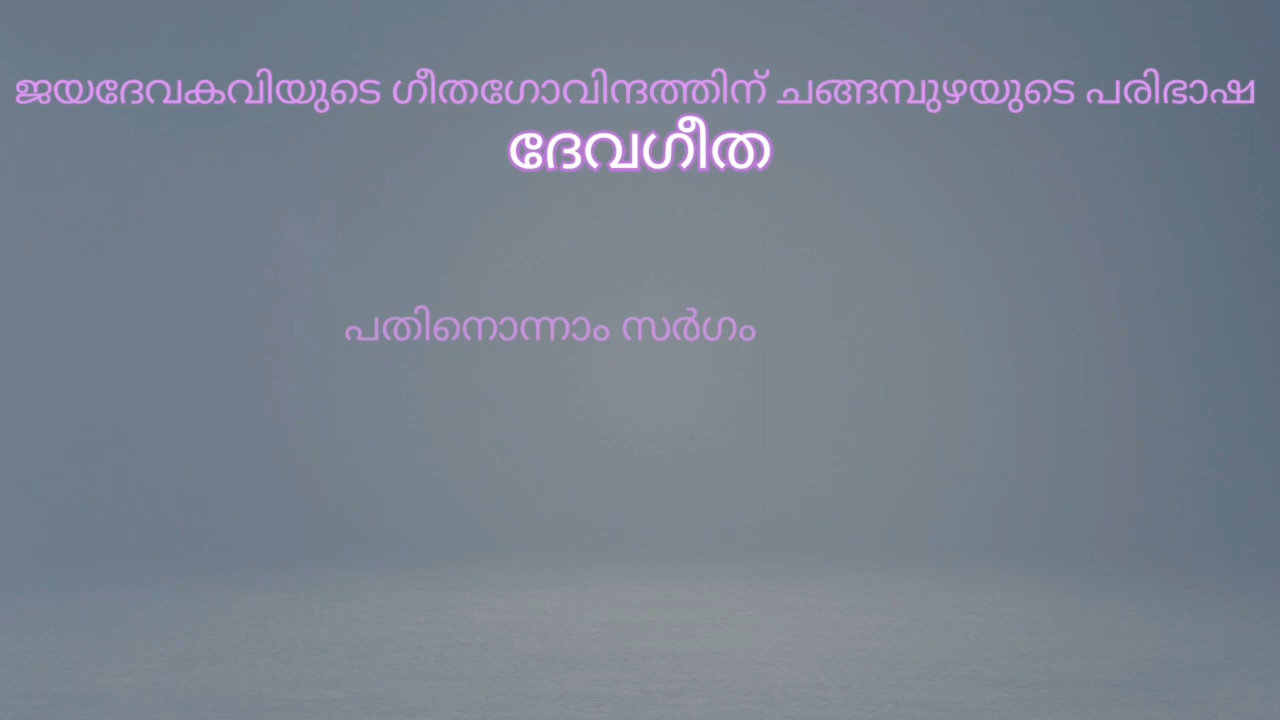 ജയദേവകവിയുടെ ഗീതഗോവിന്ദത്തിന് ചങ്ങമ്പുഴയുടെ പരിഭാഷ
ദേവഗീത
പതിനൊന്നാം സർഗം